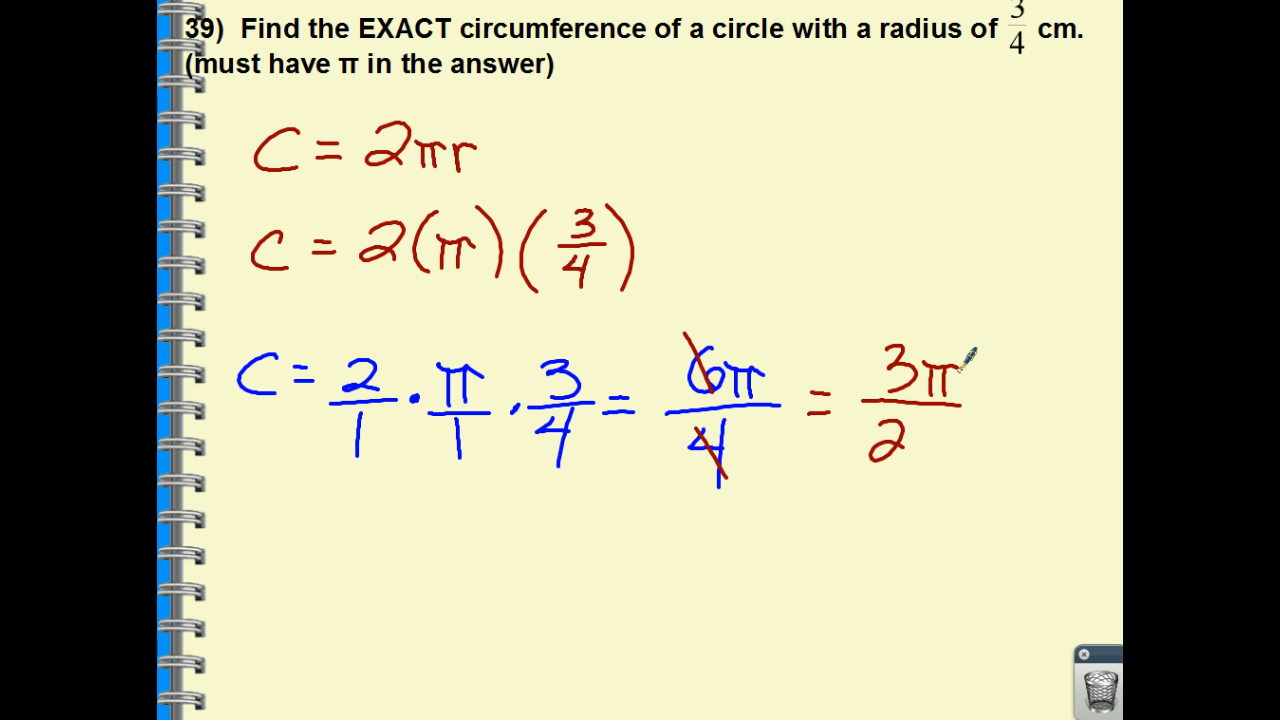 39) Find the EXACT circumference of a circle with a radius of 3/4 cm.
(must have π in the answer)
C = 2πr
C = 2(π)(3/4)
C = 2/1 · π/1 · 3/4 = 6π/4 = 3π/2